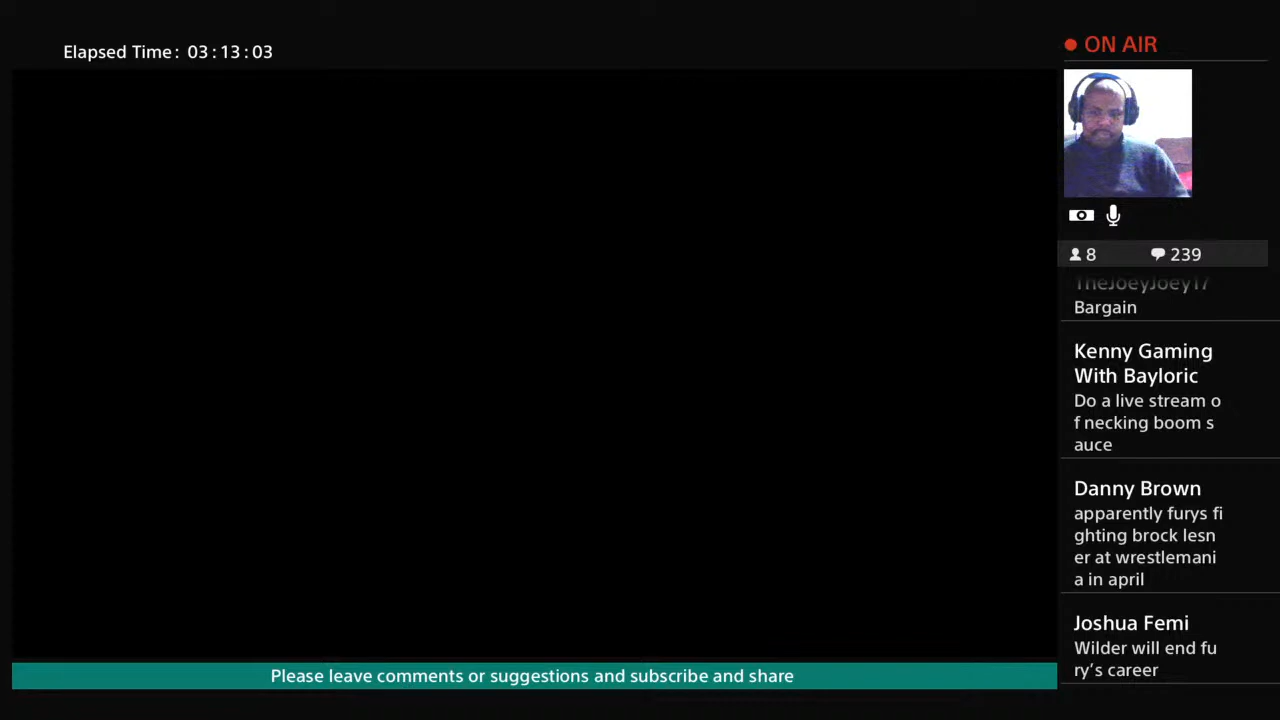 Elapsed Time: 03:13:03
ON AIR
8 239
TheJoeyJoey17
Bargain
Kenny Gaming
With Bayloric
Do a live stream o
f necking boom s
auce
Danny Brown
apparently furys fi
ghting brock lesn
er at wrestlemani
a in april
Joshua Femi
Wilder will end fu
ry's career
Please leave comments or suggestions and subscribe and share